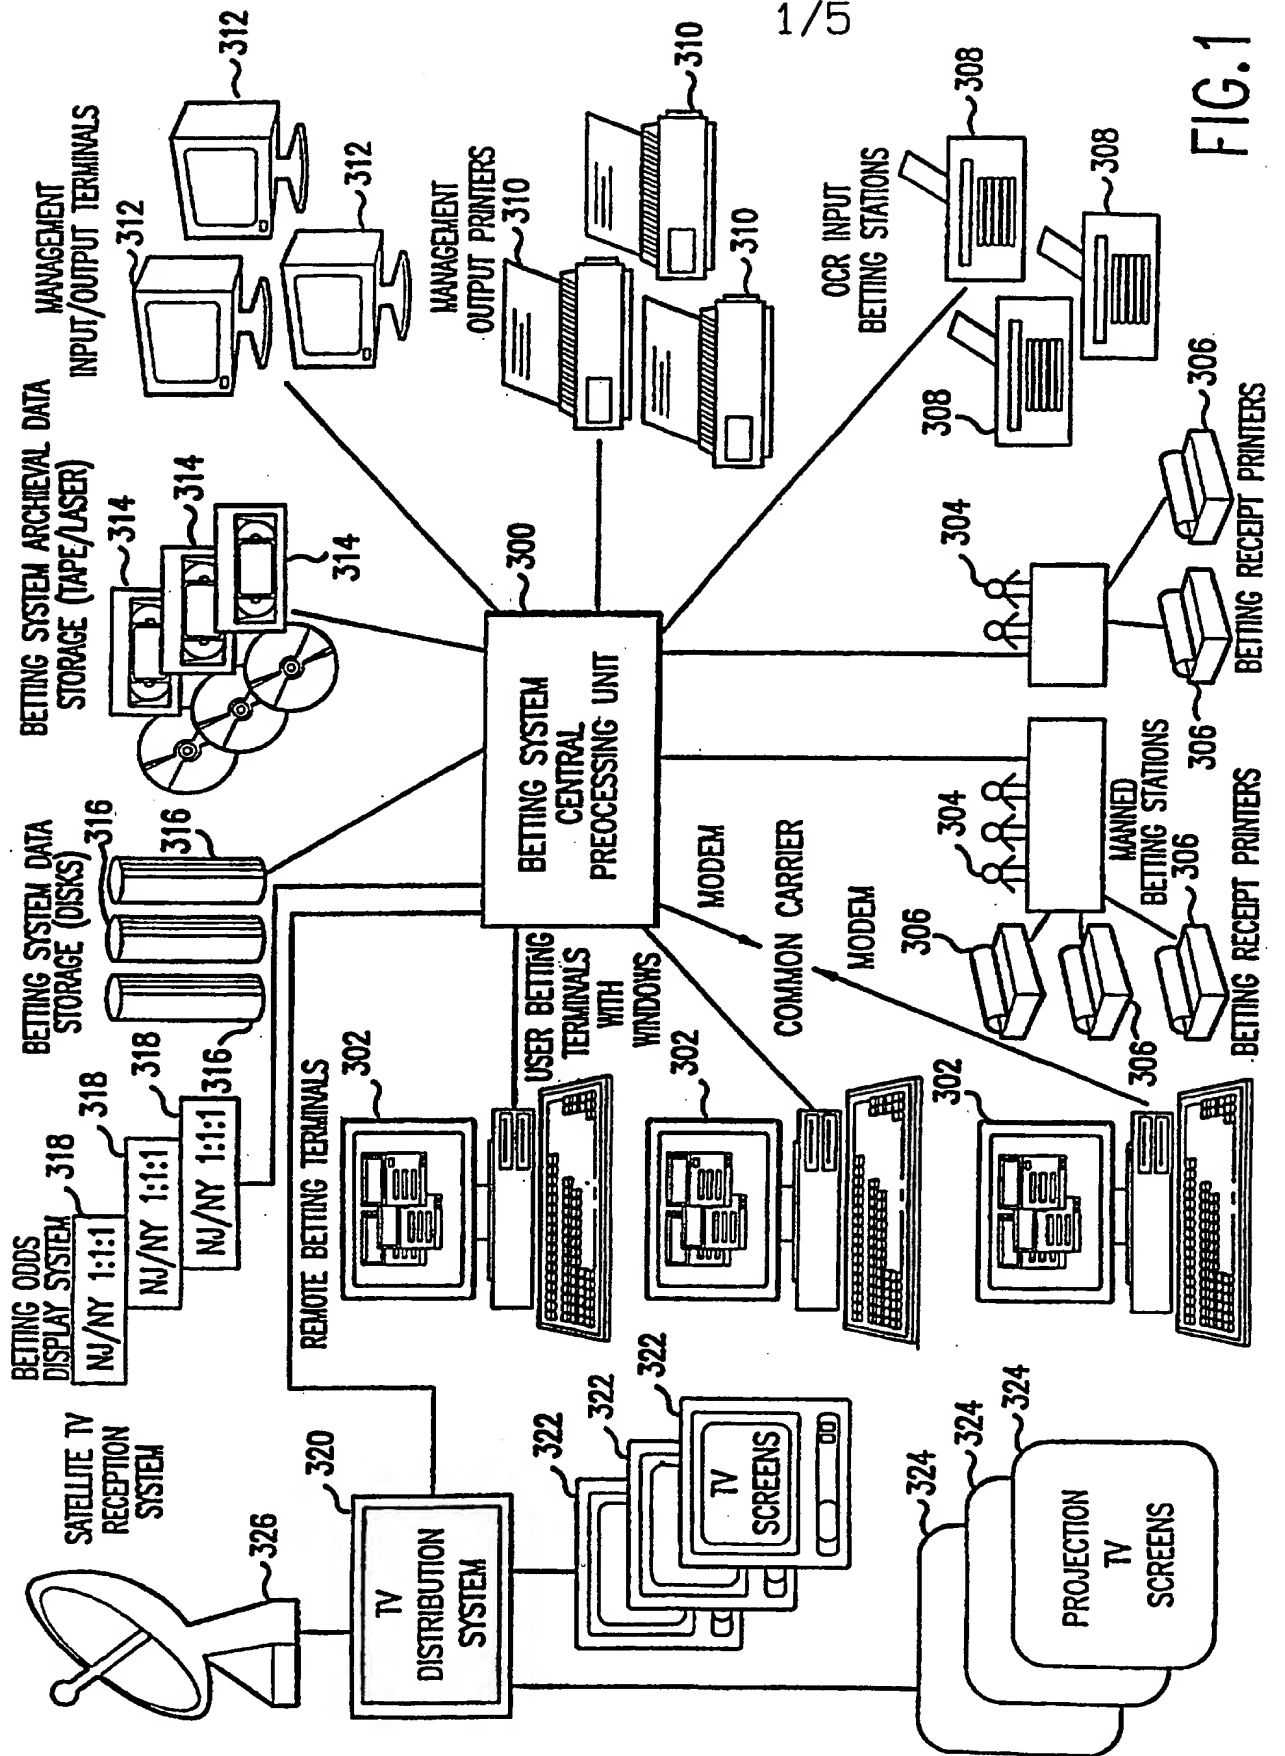 1/5
SATELLITE TV
RECEPTION
SYSTEM
326
BETTING ODDS
DISPLAY SYSTEM
318
318
318
NJ/NY 1:1:1
NJ/NY 1:1:1
NJ/NY 1:1:1
BETTING SYSTEM DATA
STORAGE (DISKS)
316
316
316
BETTING SYSTEM ARCHIEVAL DATA
STORAGE (TAPE/LASER)
314
314
314
MANAGEMENT
INPUT/OUTPUT TERMINALS
312
312
312
TV
DISTRIBUTION
SYSTEM
320
REMOTE BETTING TERMINALS
302
USER BETTING
TERMINALS
WITH
WINDOWS
BETTING SYSTEM
CENTRAL
PREOCESSING UNIT
300
MANAGEMENT
OUTPUT PRINTERS
310
310
310
322
322
322
TV
SCREENS
302
MODEM
COMMON CARRIER
MODEM
OCR INPUT
BETTING STATIONS
308
308
308
324
324
324
PROJECTION
TV
SCREENS
302
304
304
MANNED
BETTING STATIONS
306
306
306
BETTING RECEIPT PRINTERS
306
306
BETTING RECEIPT PRINTERS
FIG.1